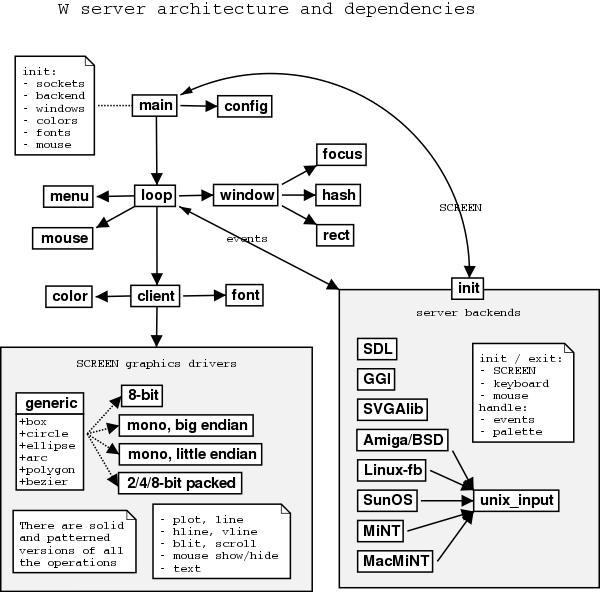 W server architecture and dependencies
init:
- sockets
- backend
- windows
- colors
- fonts
- mouse
main
config
focus
menu
loop
window
hash
mouse
rect
events
SCREEN
color
client
font
init
server backends
SCREEN graphics drivers
generic
+box
+circle
+ellipse
+arc
+polygon
+bezier
8-bit
mono, big endian
mono, little endian
2/4/8-bit packed
There are solid
and patterned
versions of all
the operations
- plot, line
- hline, vline
- blit, scroll
- mouse show/hide
- text
SDL
GGI
SVGAlib
Amiga/BSD
Linux-fb
SunOS
MiNT
MacMiNT
unix_input
init / exit:
- SCREEN
- keyboard
- mouse
handle:
- events
- palette